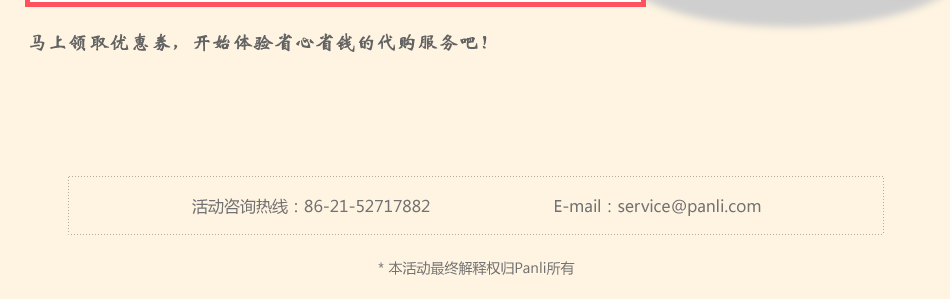 马上领取优惠券，开始体验省心省钱的代购服务吧！
活动咨询热线：86-21-52717882 E-mail：service@panli.com
* 本活动最终解释权归Panli所有